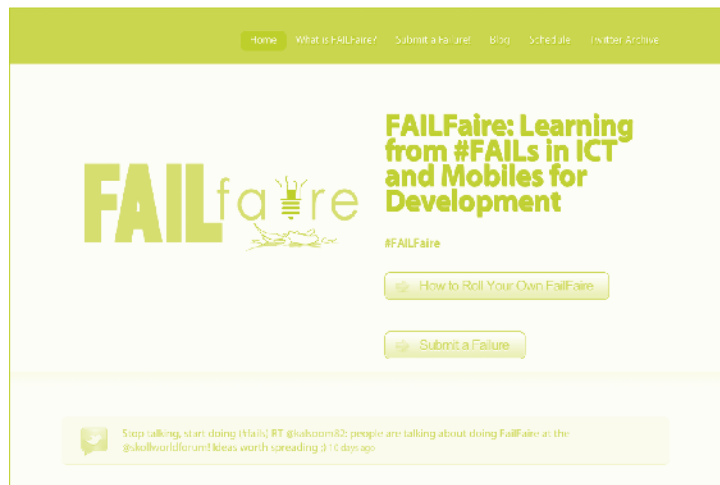 Home What is FAILFaire? Submit a Failure! Blog Schedule Twitter Archive
FAILfaire
FAILFaire: Learning
from #FAILs in ICT
and Mobiles for
Development
#FAILFaire
How to Roll Your Own FailFaire
Submit a Failure
Stop talking, start doing (#fails) RT @kalsoom82: people are talking about doing FailFaire at the
@skollworldforum! Ideas worth spreading :) 10 days ago